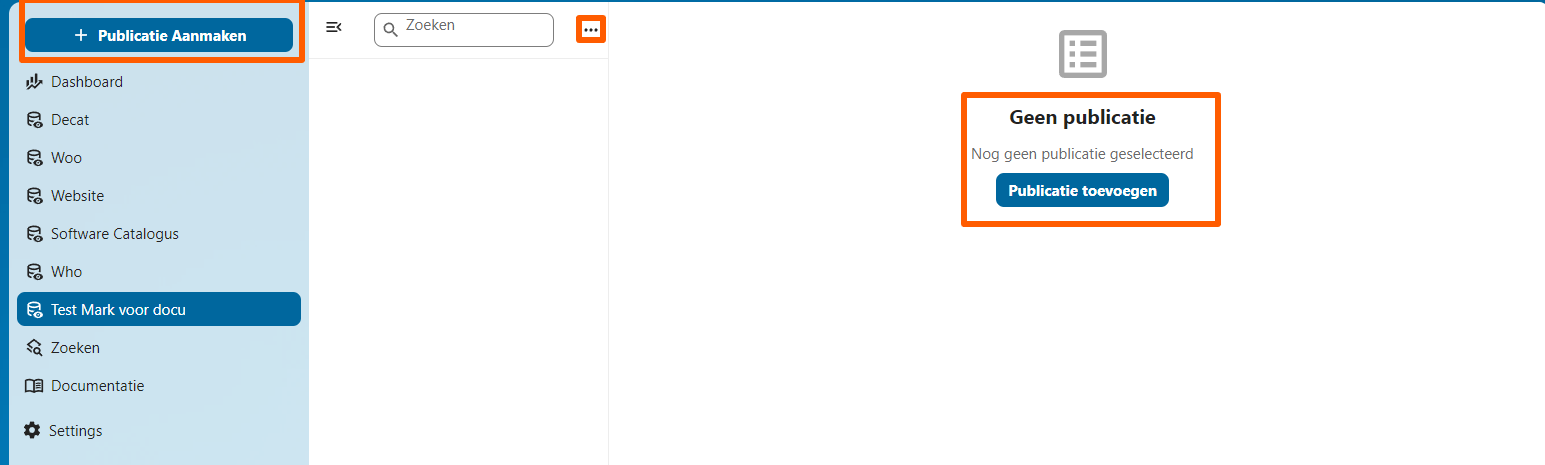 Publicatie Aanmaken
Dashboard
Decat
Woo
Website
Software Catalogus
Who
Test Mark voor docu
Zoeken
Documentatie
Settings
Zoeken
Geen publicatie
Nog geen publicatie geselecteerd
Publicatie toevoegen